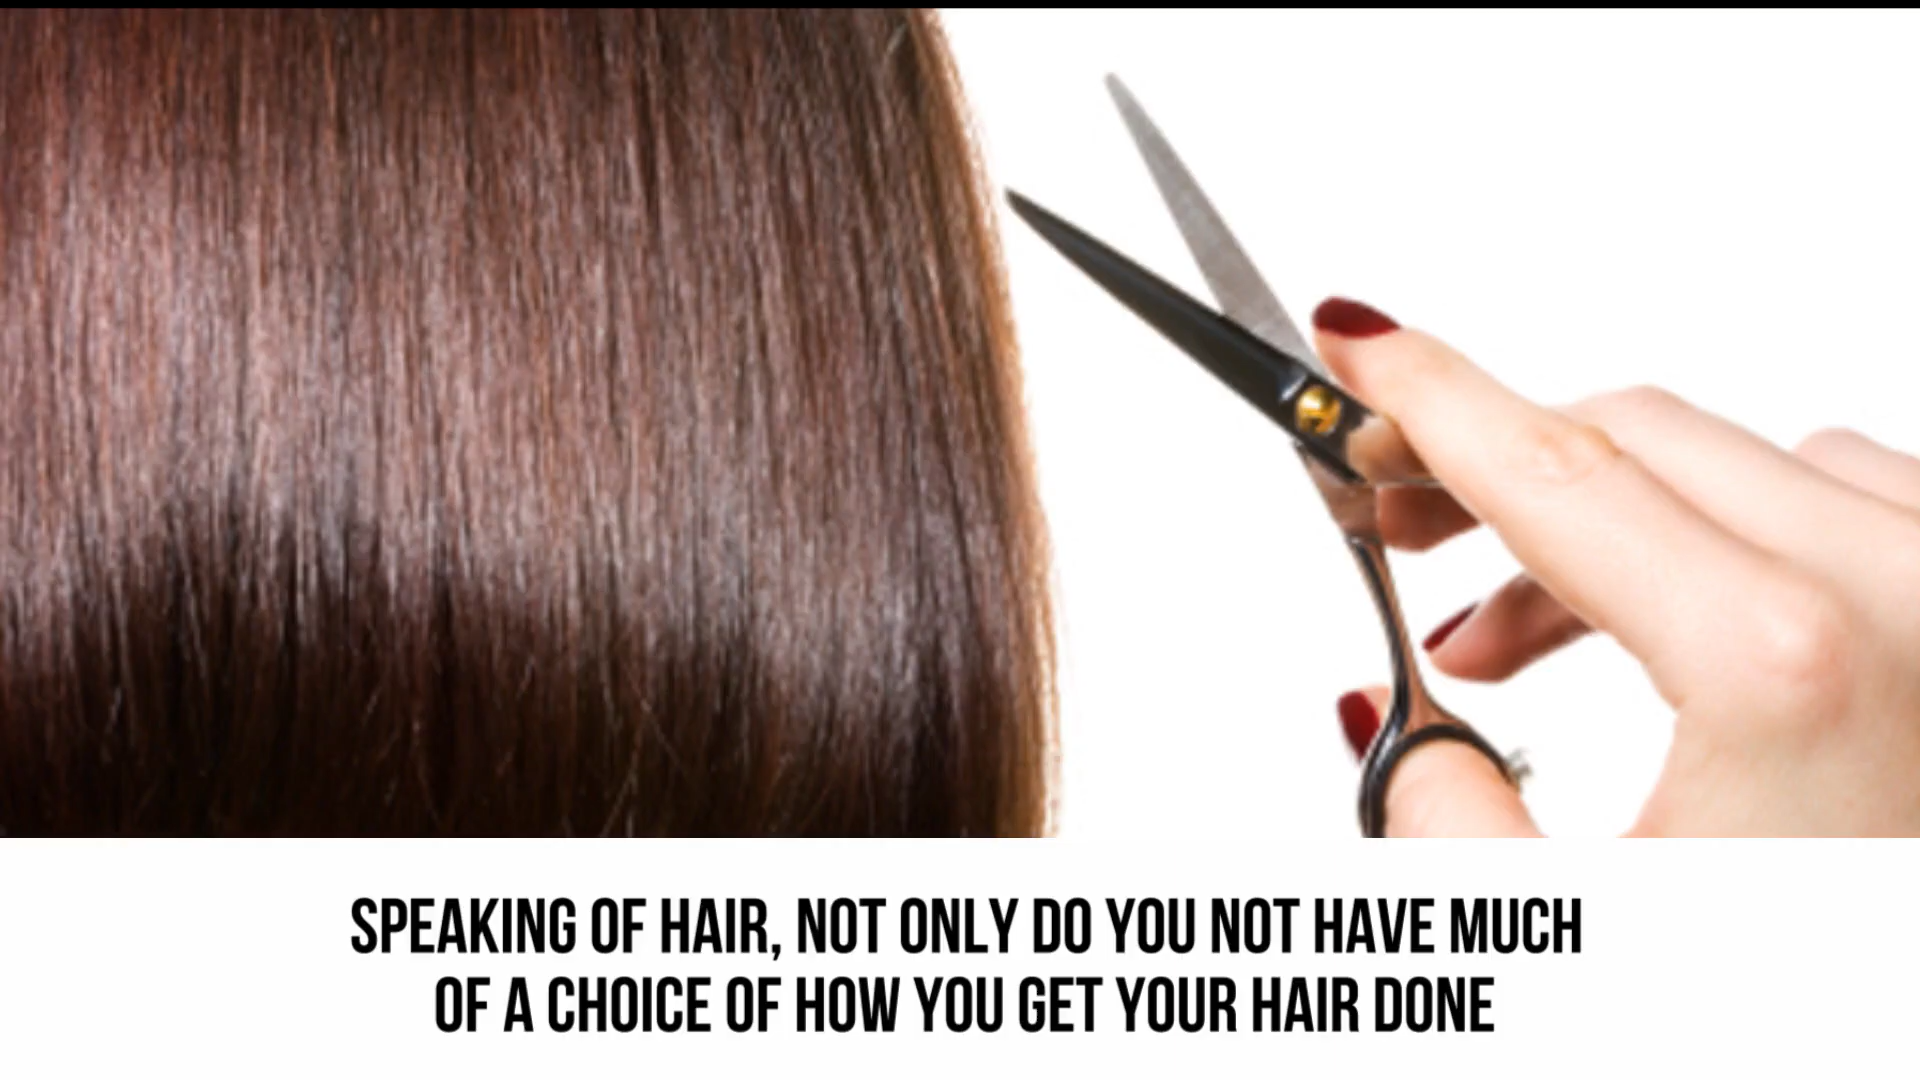 SPEAKING OF HAIR, NOT ONLY DO YOU NOT HAVE MUCH
OF A CHOICE OF HOW YOU GET YOUR HAIR DONE